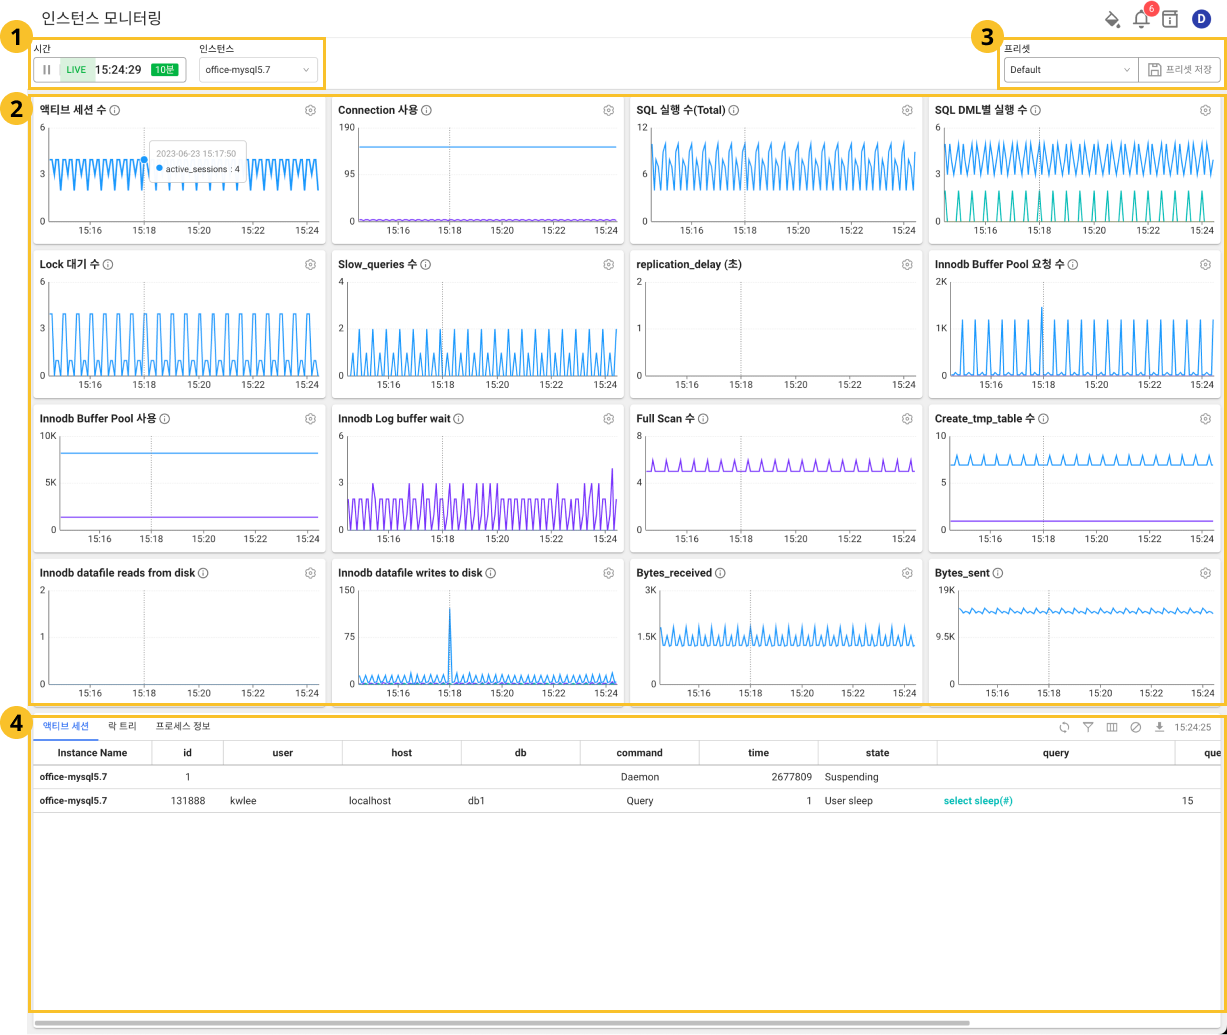 인스턴스 모니터링
6
D
1
시간
인스턴스
LIVE 15:24:29 10분
office-mysql5.7
3
프리셋
Default
프리셋 저장
2
액티브 세션 수
6
3
0
2023-06-23 15:17:50
active_sessions : 4
15:16 15:18 15:20 15:22 15:24
Connection 사용
190
95
0
15:16 15:18 15:20 15:22 15:24
SQL 실행 수(Total)
12
6
0
15:16 15:18 15:20 15:22 15:24
SQL DML별 실행 수
6
3
0
15:16 15:18 15:20 15:22 15:24
Lock 대기 수
6
3
0
15:16 15:18 15:20 15:22 15:24
Slow_queries 수
4
2
0
15:16 15:18 15:20 15:22 15:24
replication_delay (초)
2
1
0
15:16 15:18 15:20 15:22 15:24
Innodb Buffer Pool 요청 수
2K
1K
0
15:16 15:18 15:20 15:22 15:24
Innodb Buffer Pool 사용
10K
5K
0
15:16 15:18 15:20 15:22 15:24
Innodb Log buffer wait
6
3
0
15:16 15:18 15:20 15:22 15:24
Full Scan 수
8
4
0
15:16 15:18 15:20 15:22 15:24
Create_tmp_table 수
10
5
0
15:16 15:18 15:20 15:22 15:24
Innodb datafile reads from disk
2
1
0
15:16 15:18 15:20 15:22 15:24
Innodb datafile writes to disk
150
75
0
15:16 15:18 15:20 15:22 15:24
Bytes_received
3K
1.5K
0
15:16 15:18 15:20 15:22 15:24
Bytes_sent
19K
9.5K
0
15:16 15:18 15:20 15:22 15:24
4
액티브 세션 락 트리 프로세스 정보
15:24:25
Instance Name id user host db command time state query que
office-mysql5.7 1 Daemon 2677809 Suspending
office-mysql5.7 131888 kwlee localhost db1 Query 1 User sleep select sleep(#) 15